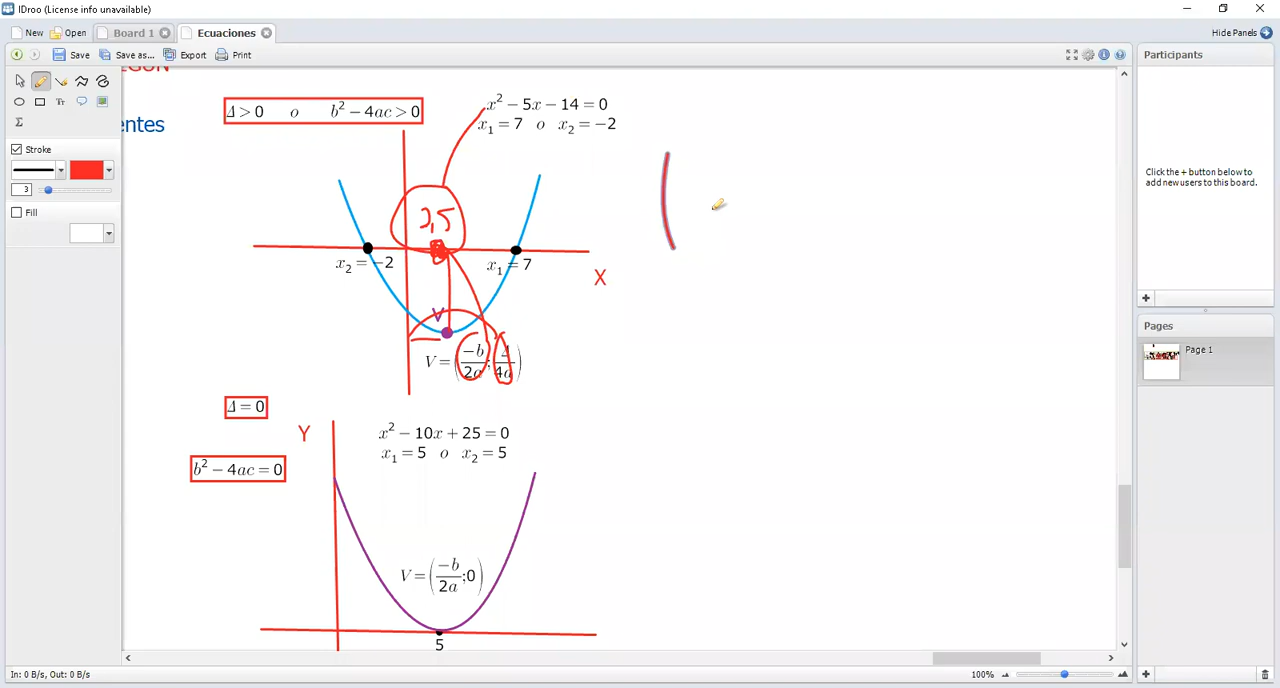 IDroo (License info unavailable)
New Open Board 1 Ecuaciones Hide Panels
Save Save as... Export Print
Participants
Click the + button below to add new users to this board.
Pages
Page 1
Stroke
3
Fill
Tr
Σ
entes
Δ > 0 o b² − 4ac > 0
x² − 5x − 14 = 0
x₁ = 7 o x₂ = −2
2,5
x₂ = −2
x₁ = 7
X
V
V = (−b/2a ; Δ/4a)
Δ = 0
Y
x² − 10x + 25 = 0
x₁ = 5 o x₂ = 5
b² − 4ac = 0
V = (−b/2a ; 0)
5
In: 0 B/s, Out: 0 B/s
100%